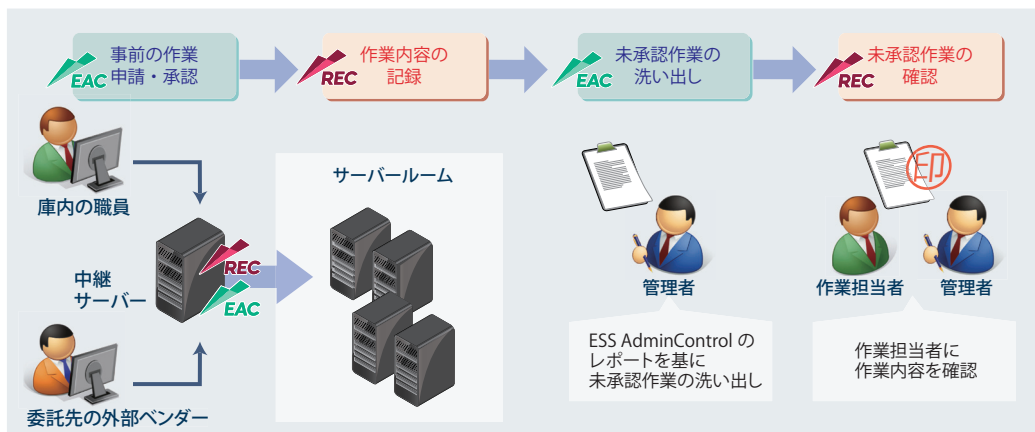 EAC
事前の作業
申請・承認
REC
作業内容の
記録
EAC
未承認作業の
洗い出し
REC
未承認作業の
確認
庫内の職員
中継
サーバー
REC
EAC
委託先の外部ベンダー
サーバールーム
管理者
ESS AdminControl の
レポートを基に
未承認作業の洗い出し
印
作業担当者
管理者
作業担当者に
作業内容を確認